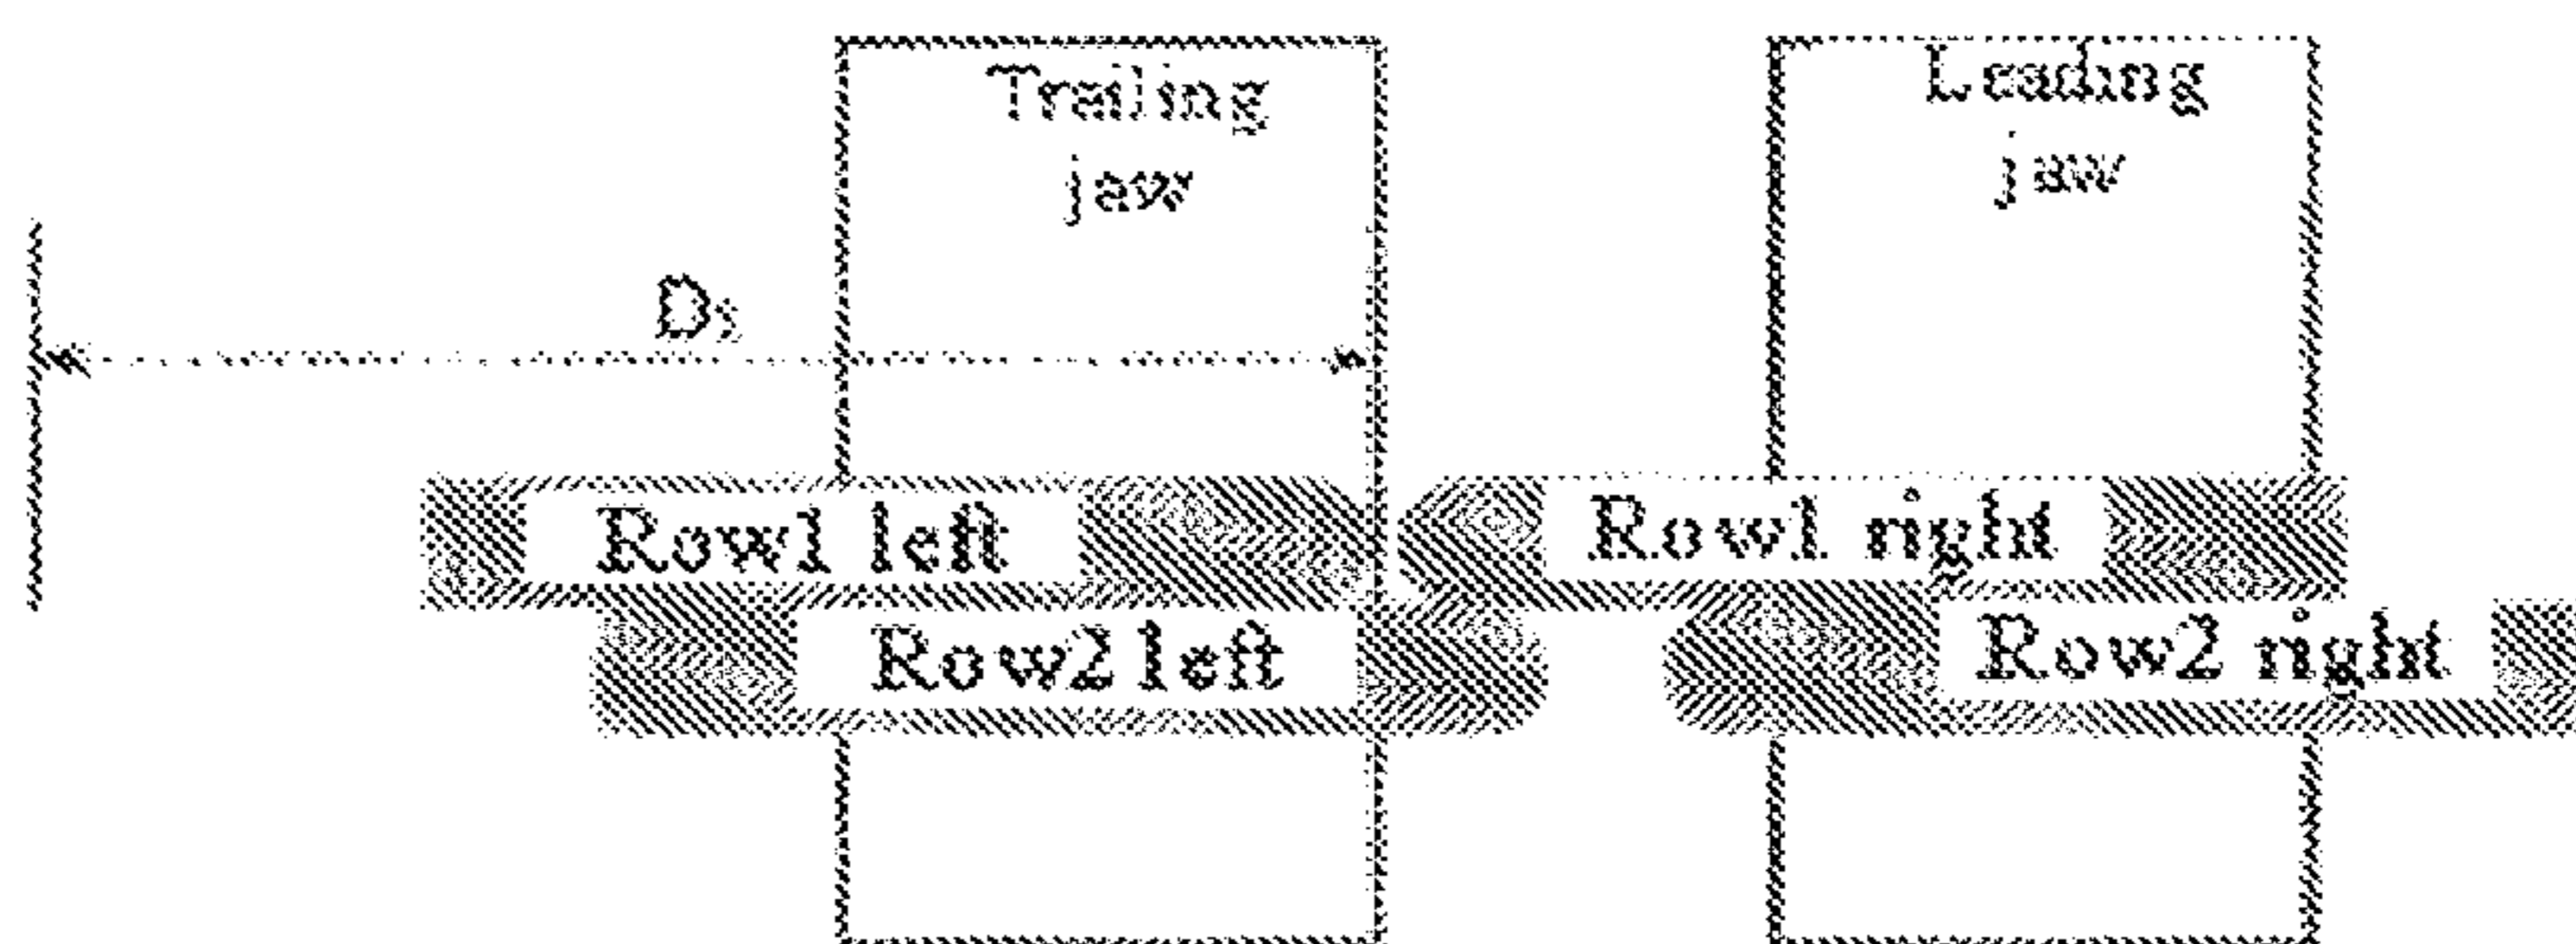 Trailing
jaw
Leading
jaw
Row1 left
Row1 right
Row2 left
Row2 right